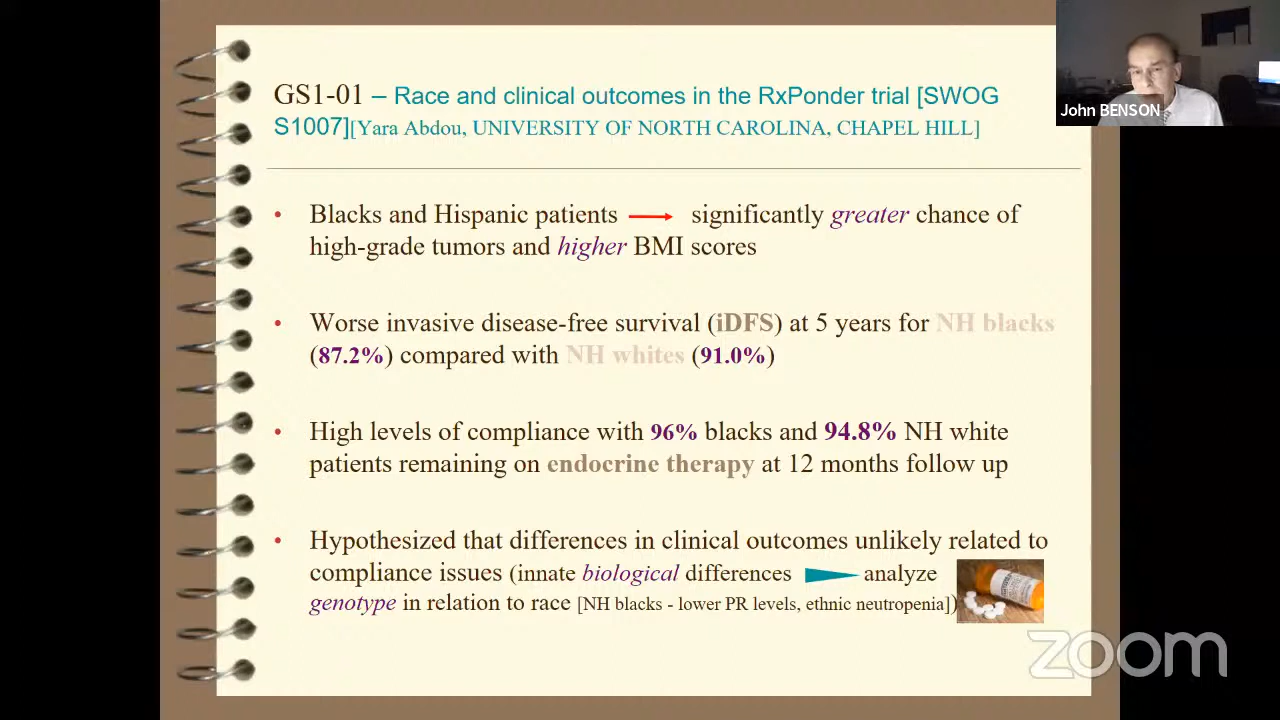 GS1-01 – Race and clinical outcomes in the RxPonder trial [SWOG
S1007][Yara Abdou, UNIVERSITY OF NORTH CAROLINA, CHAPEL HILL]
John BENSON
• Blacks and Hispanic patients → significantly greater chance of
high-grade tumors and higher BMI scores
• Worse invasive disease-free survival (iDFS) at 5 years for NH blacks
(87.2%) compared with NH whites (91.0%)
• High levels of compliance with 96% blacks and 94.8% NH white
patients remaining on endocrine therapy at 12 months follow up
• Hypothesized that differences in clinical outcomes unlikely related to
compliance issues (innate biological differences analyze
genotype in relation to race [NH blacks - lower PR levels, ethnic neutropenia])
zoom